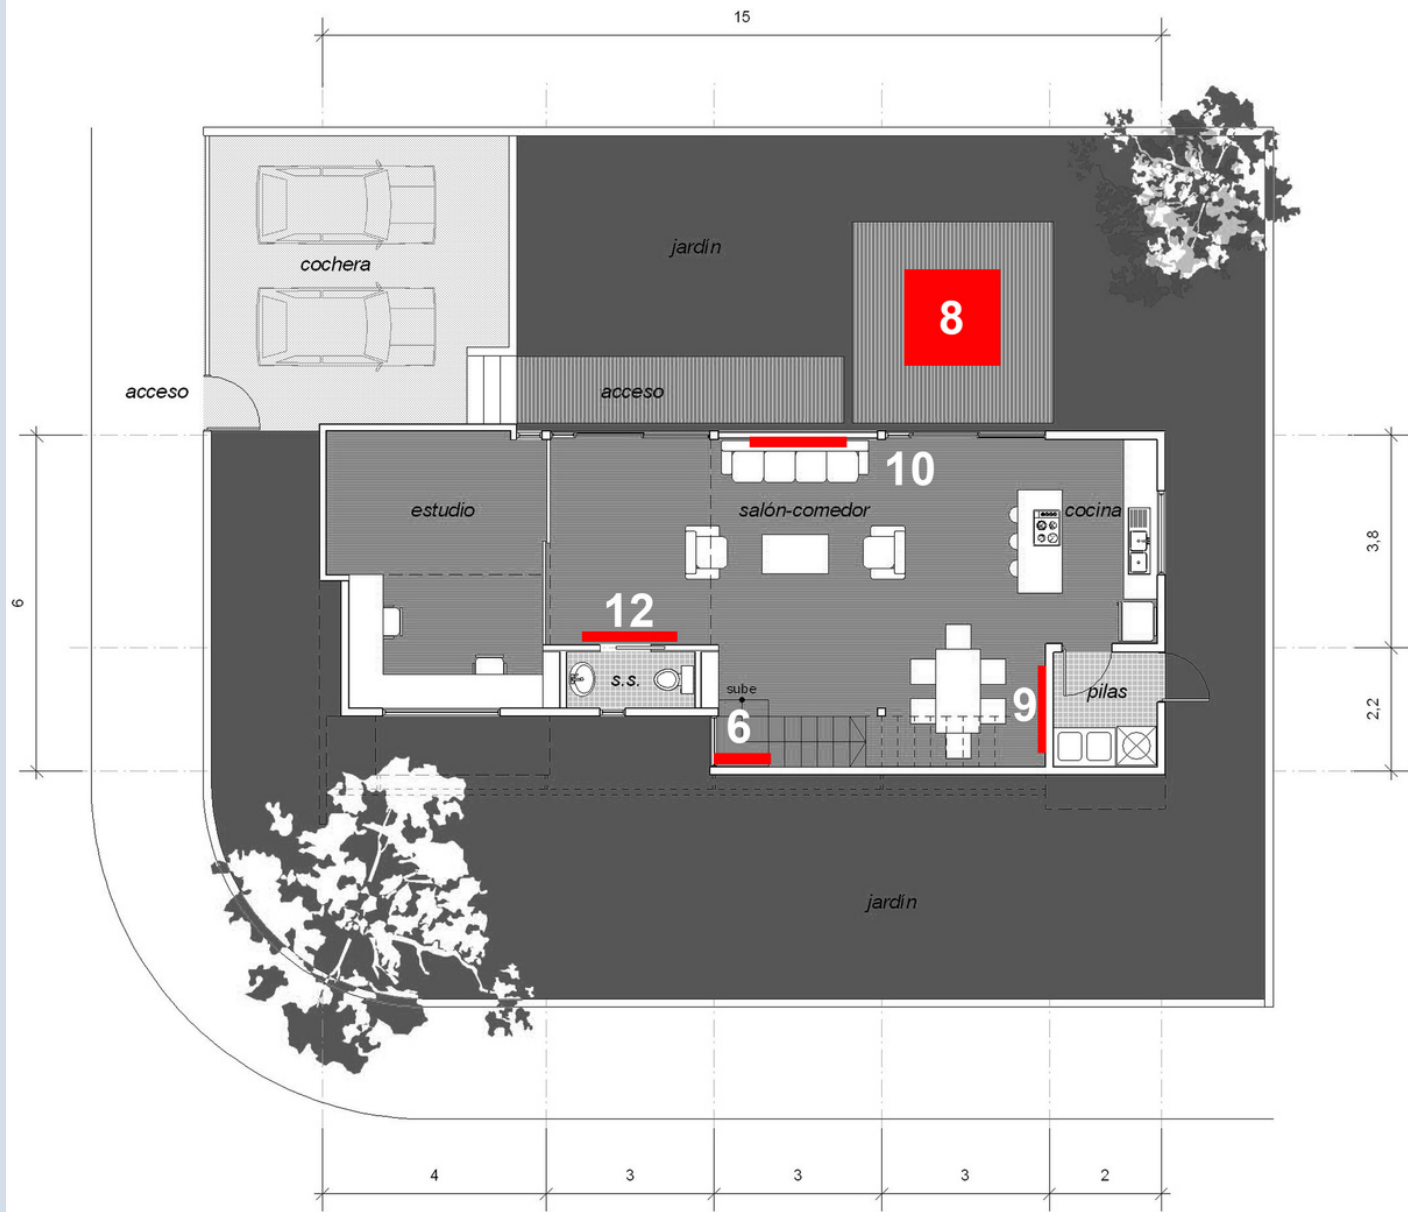 15
jardín
cochera
8
acceso
acceso
10
estudio
salón-comedor
cocina
3,8
6
12
s.s.
sube
pilas
9
2,2
6
jardín
4
3
3
3
2